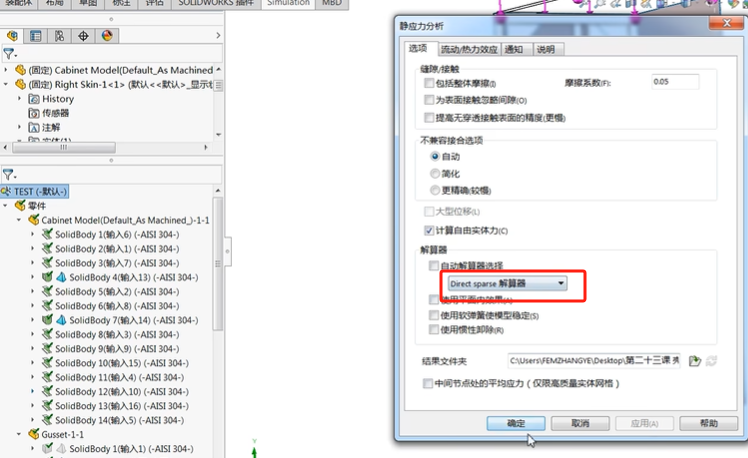 装配体 布局 草图 标注 评估 SOLIDWORKS 插件 Simulation MBD
(固定) Cabinet Model(Default_As Machined_
(固定) Right Skin-1<1> (默认<<默认>_显示状
History
传感器
注解
实体(1)
TEST (-默认-)
零件
Cabinet Model(Default_As Machined_)-1-1
SolidBody 1(输入6) (-AISI 304-)
SolidBody 2(输入1) (-AISI 304-)
SolidBody 3(输入7) (-AISI 304-)
SolidBody 4(输入13) (-AISI 304-)
SolidBody 5(输入2) (-AISI 304-)
SolidBody 6(输入8) (-AISI 304-)
SolidBody 7(输入14) (-AISI 304-)
SolidBody 8(输入3) (-AISI 304-)
SolidBody 9(输入9) (-AISI 304-)
SolidBody 10(输入15) (-AISI 304-)
SolidBody 11(输入4) (-AISI 304-)
SolidBody 12(输入10) (-AISI 304-)
SolidBody 13(输入16) (-AISI 304-)
SolidBody 14(输入5) (-AISI 304-)
Gusset-1-1
SolidBody 1(输入1) (-AISI 304-)
静应力分析
选项 流动/热力效应 通知 说明
缝隙/接触
包括整体摩擦(I) 摩擦系数(F): 0.05
为表面接触忽略间隙(O)
提高无穿透接触表面的精度(更慢)
不兼容接合选项
自动
简化
更精确(较慢)
大型位移(L)
计算自由实体力(C)
解算器
自动解算器选择
Direct sparse 解算器
使用平面内效果(A)
使用软弹簧使模型稳定(S)
使用惯性卸除(R)
结果文件夹 C:\Users\FEMZHANGYE\Desktop\第二十三课 壳
中间节点处的平均应力（仅限高质量实体网格）
确定 取消 应用(A) 帮助
Y